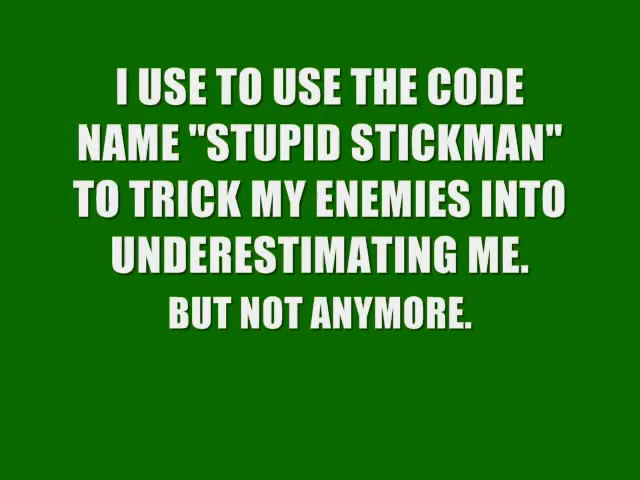 I USE TO USE THE CODE
NAME "STUPID STICKMAN"
TO TRICK MY ENEMIES INTO
UNDERESTIMATING ME.
BUT NOT ANYMORE.